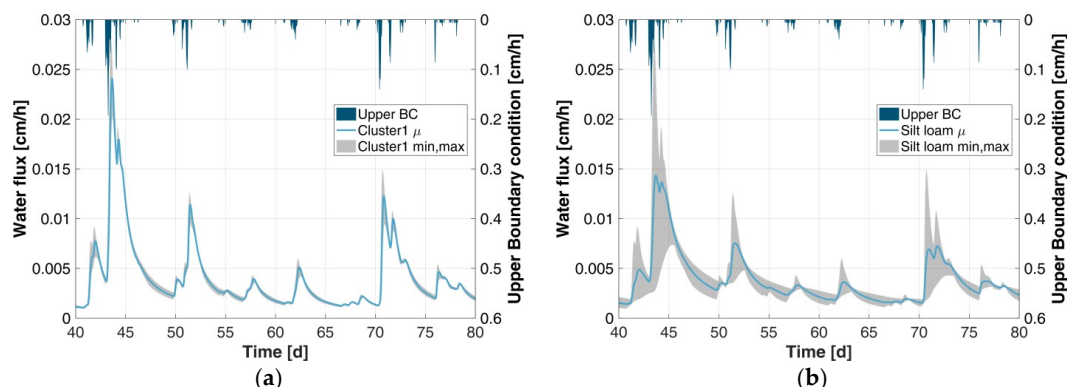 0.03
0.025
0.02
0.015
0.01
0.005
0
Water flux [cm/h]
0
0.1
0.2
0.3
0.4
0.5
0.6
Upper Boundary condition [cm/h]
Upper BC
Cluster1 μ
Cluster1 min,max
40 45 50 55 60 65 70 75 80
Time [d]
(a)
0.03
0.025
0.02
0.015
0.01
0.005
0
Water flux [cm/h]
0
0.1
0.2
0.3
0.4
0.5
0.6
Upper Boundary condition [cm/h]
Upper BC
Silt loam μ
Silt loam min,max
40 45 50 55 60 65 70 75 80
Time [d]
(b)